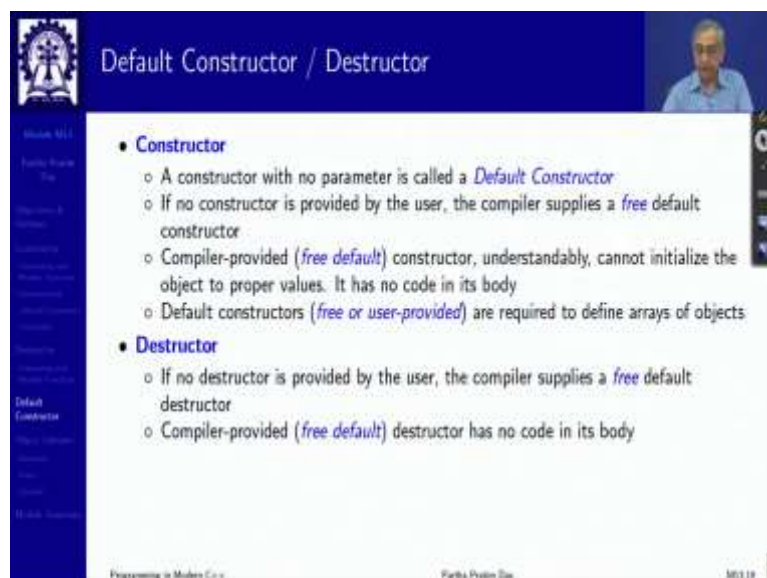 Default Constructor / Destructor
• Constructor
○ A constructor with no parameter is called a Default Constructor
○ If no constructor is provided by the user, the compiler supplies a free default
constructor
○ Compiler-provided (free default) constructor, understandably, cannot initialize the
object to proper values. It has no code in its body
○ Default constructors (free or user-provided) are required to define arrays of objects
• Destructor
○ If no destructor is provided by the user, the compiler supplies a free default
destructor
○ Compiler-provided (free default) destructor has no code in its body
Default
Constructor
Programming in Modern C++